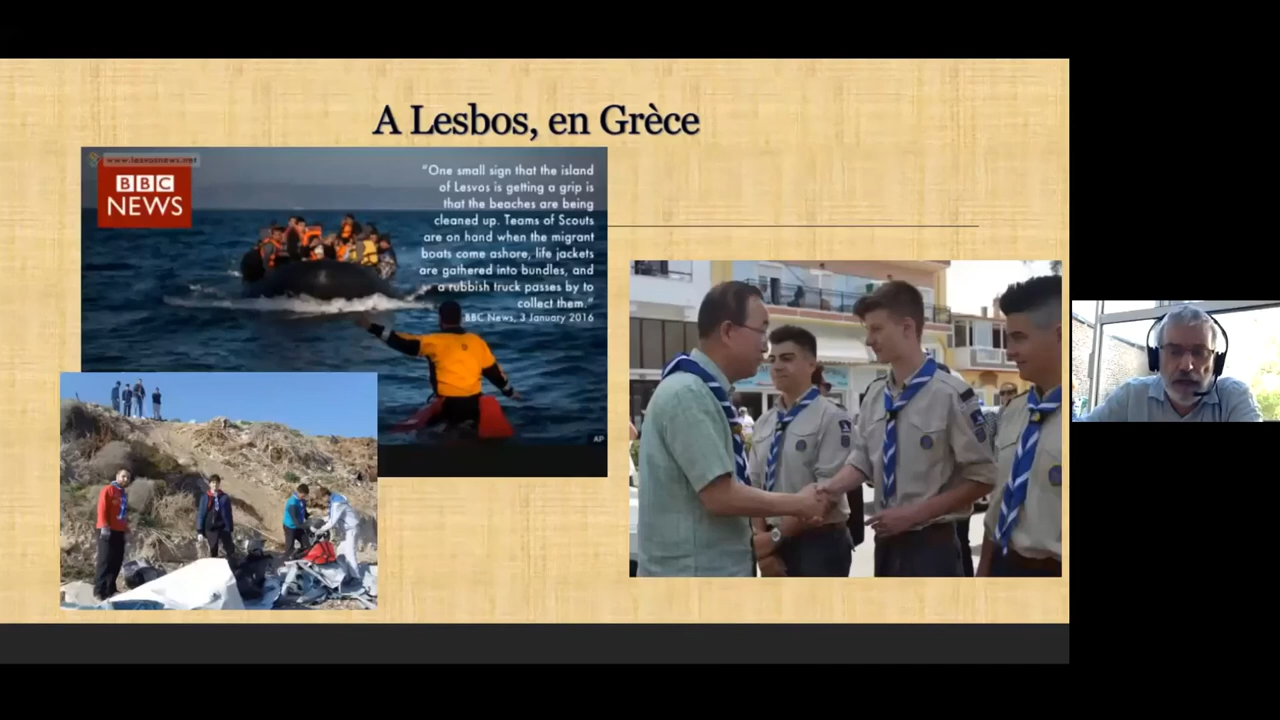 A Lesbos, en Grèce
www.lesvosnews.net
BBC
NEWS
“One small sign that the island
of Lesvos is getting a grip is
that the beaches are being
cleaned up. Teams of Scouts
are on hand when the migrant
boats come ashore, life jackets
are gathered into bundles, and
a rubbish truck passes by to
collect them.”
BBC News, 3 January 2016
AP